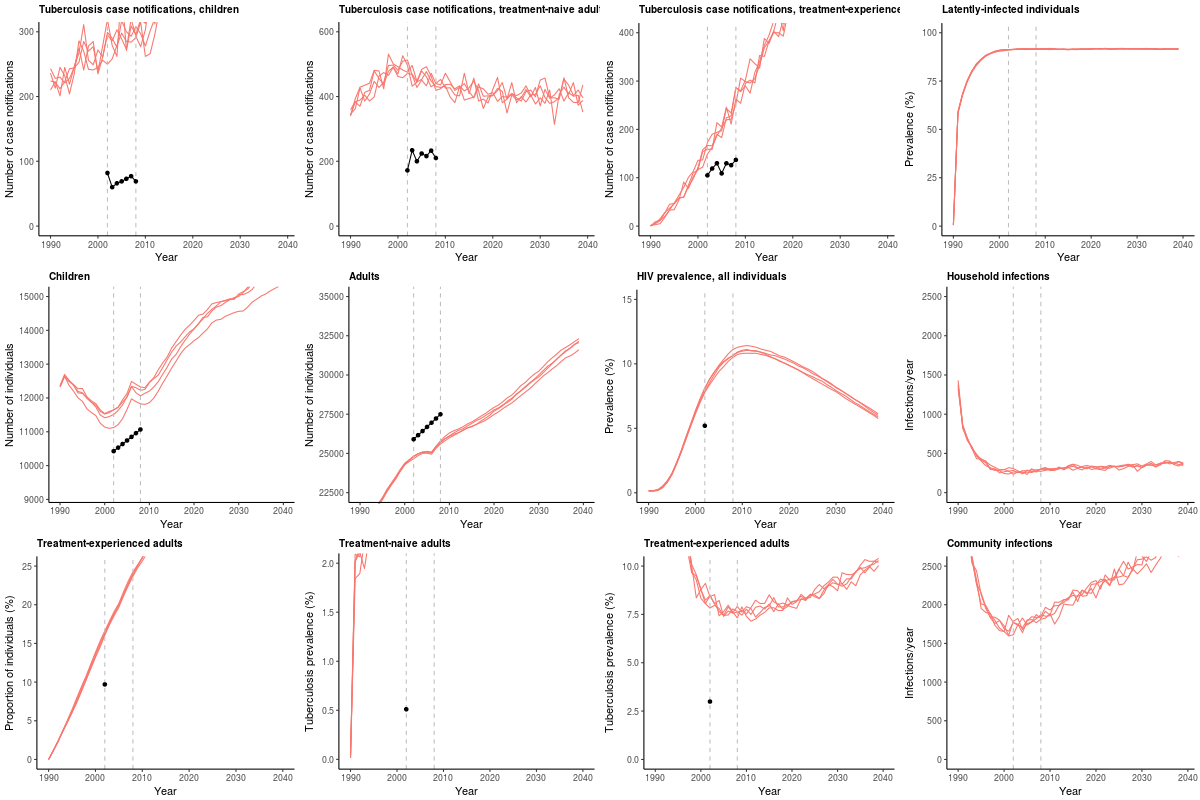 Tuberculosis case notifications, children
Number of case notifications
300
200
100
0
1990 2000 2010 2020 2030 2040
Year
Tuberculosis case notifications, treatment-naive adul
Number of case notifications
600
400
200
0
1990 2000 2010 2020 2030 2040
Year
Tuberculosis case notifications, treatment-experience
Number of case notifications
400
300
200
100
0
1990 2000 2010 2020 2030 2040
Year
Latently-infected individuals
Prevalence (%)
100
75
50
25
0
1990 2000 2010 2020 2030 2040
Year
Children
Number of individuals
15000
14000
13000
12000
11000
10000
9000
1990 2000 2010 2020 2030 2040
Year
Adults
Number of individuals
35000
32500
30000
27500
25000
22500
1990 2000 2010 2020 2030 2040
Year
HIV prevalence, all individuals
Prevalence (%)
15
10
5
0
1990 2000 2010 2020 2030 2040
Year
Household infections
Infections/year
2500
2000
1500
1000
500
0
1990 2000 2010 2020 2030 2040
Year
Treatment-experienced adults
Proportion of individuals (%)
25
20
15
10
5
0
1990 2000 2010 2020 2030 2040
Year
Treatment-naive adults
Tuberculosis prevalence (%)
2.0
1.5
1.0
0.5
0.0
1990 2000 2010 2020 2030 2040
Year
Treatment-experienced adults
Tuberculosis prevalence (%)
10.0
7.5
5.0
2.5
0.0
1990 2000 2010 2020 2030 2040
Year
Community infections
Infections/year
2500
2000
1500
1000
500
0
1990 2000 2010 2020 2030 2040
Year